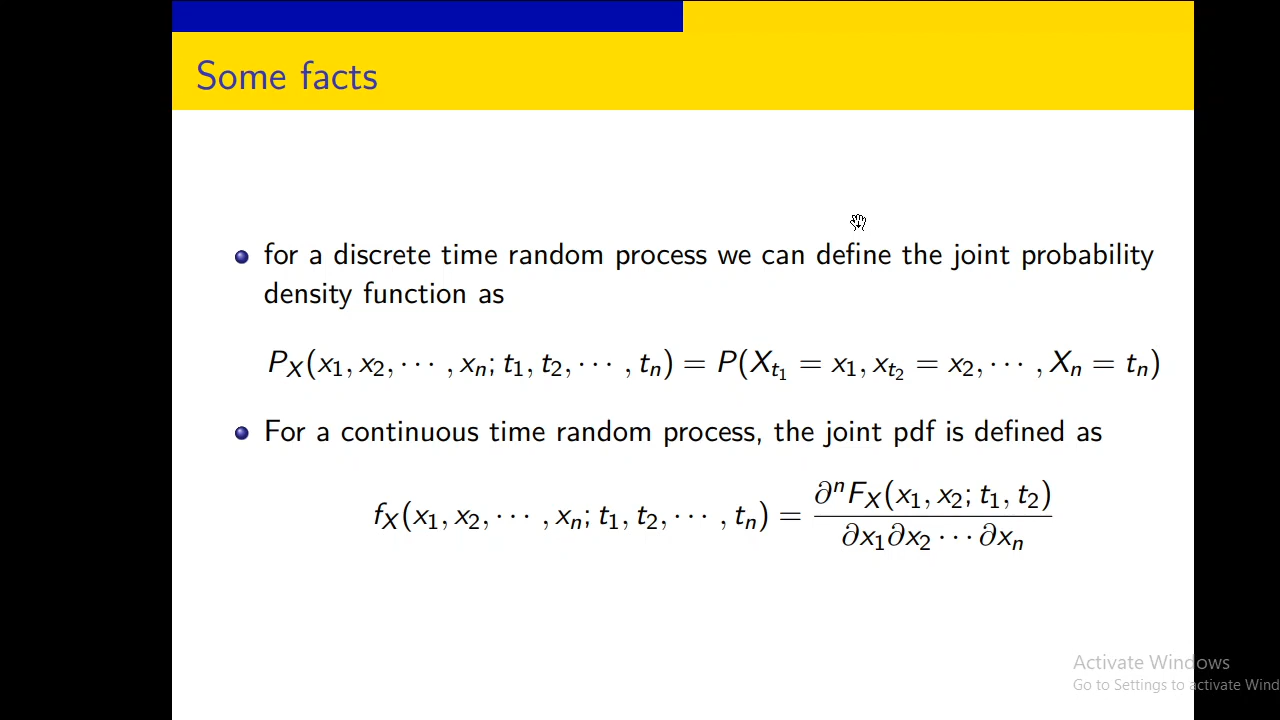 Some facts
for a discrete time random process we can define the joint probability
density function as
P_X(x_1, x_2, ⋯ , x_n; t_1, t_2, ⋯ , t_n) = P(X_{t_1} = x_1, x_{t_2} = x_2, ⋯ , X_n = t_n)
For a continuous time random process, the joint pdf is defined as
f_X(x_1, x_2, ⋯ , x_n; t_1, t_2, ⋯ , t_n) = ∂^n F_X(x_1, x_2; t_1, t_2) / ∂x_1∂x_2 ⋯ ∂x_n
Activate Windows
Go to Settings to activate Wind